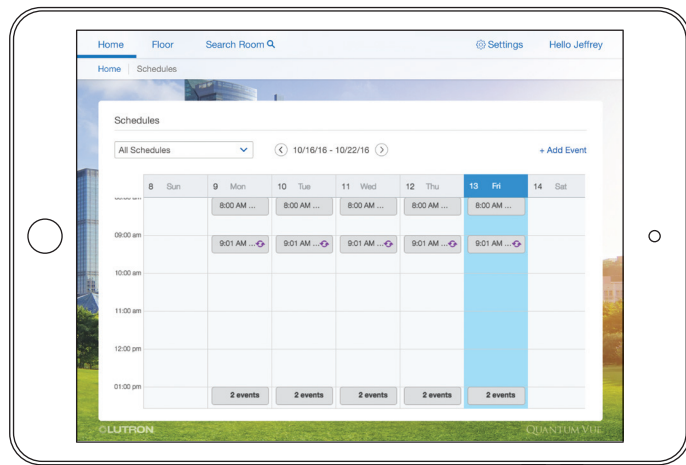 Home Floor Search Room Settings Hello Jeffrey
Home | Schedules
Schedules
All Schedules 10/16/16 - 10/22/16 + Add Event
8 Sun 9 Mon 10 Tue 11 Wed 12 Thu 13 Fri 14 Sat
8:00 AM ... 8:00 AM ... 8:00 AM ... 8:00 AM ... 8:00 AM ...
09:00 am
9:01 AM ... 9:01 AM ... 9:01 AM ... 9:01 AM ... 9:01 AM ...
10:00 am
11:00 am
12:00 pm
01:00 pm
2 events 2 events 2 events 2 events 2 events
LUTRON QUANTUM VUE